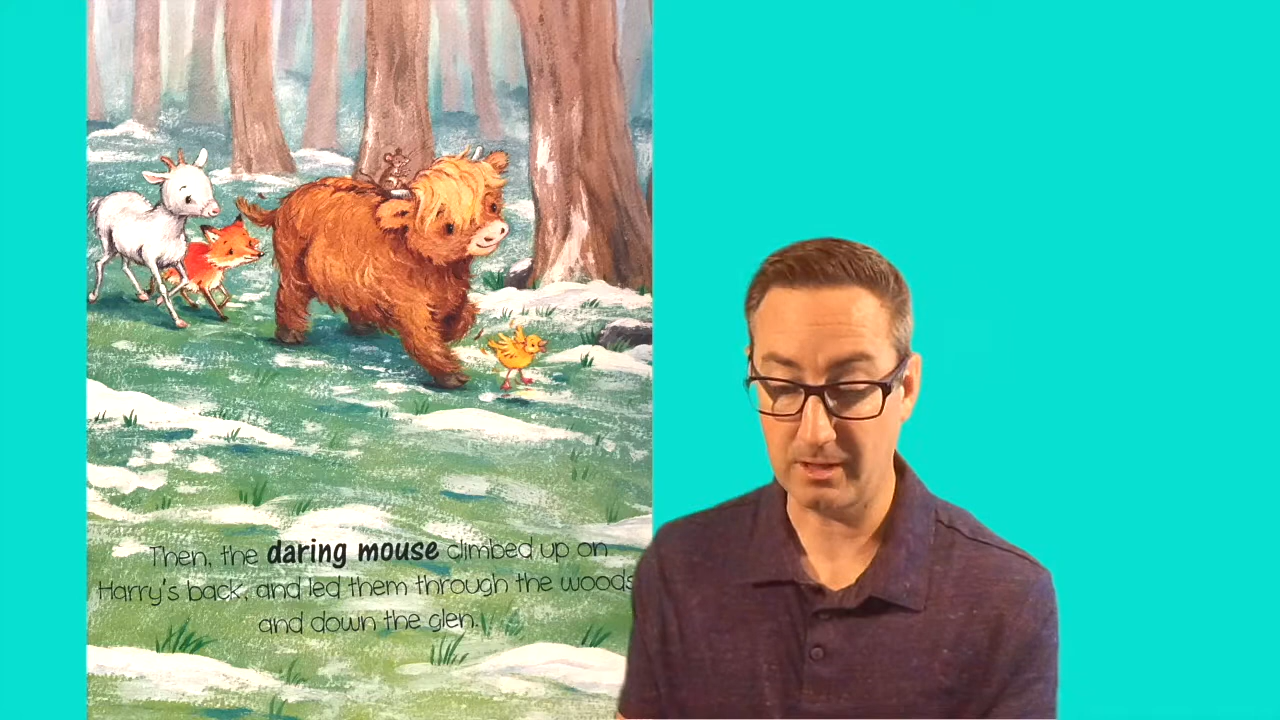 Then, the daring mouse climbed up on
Harry's back, and led them through the woods
and down the glen.